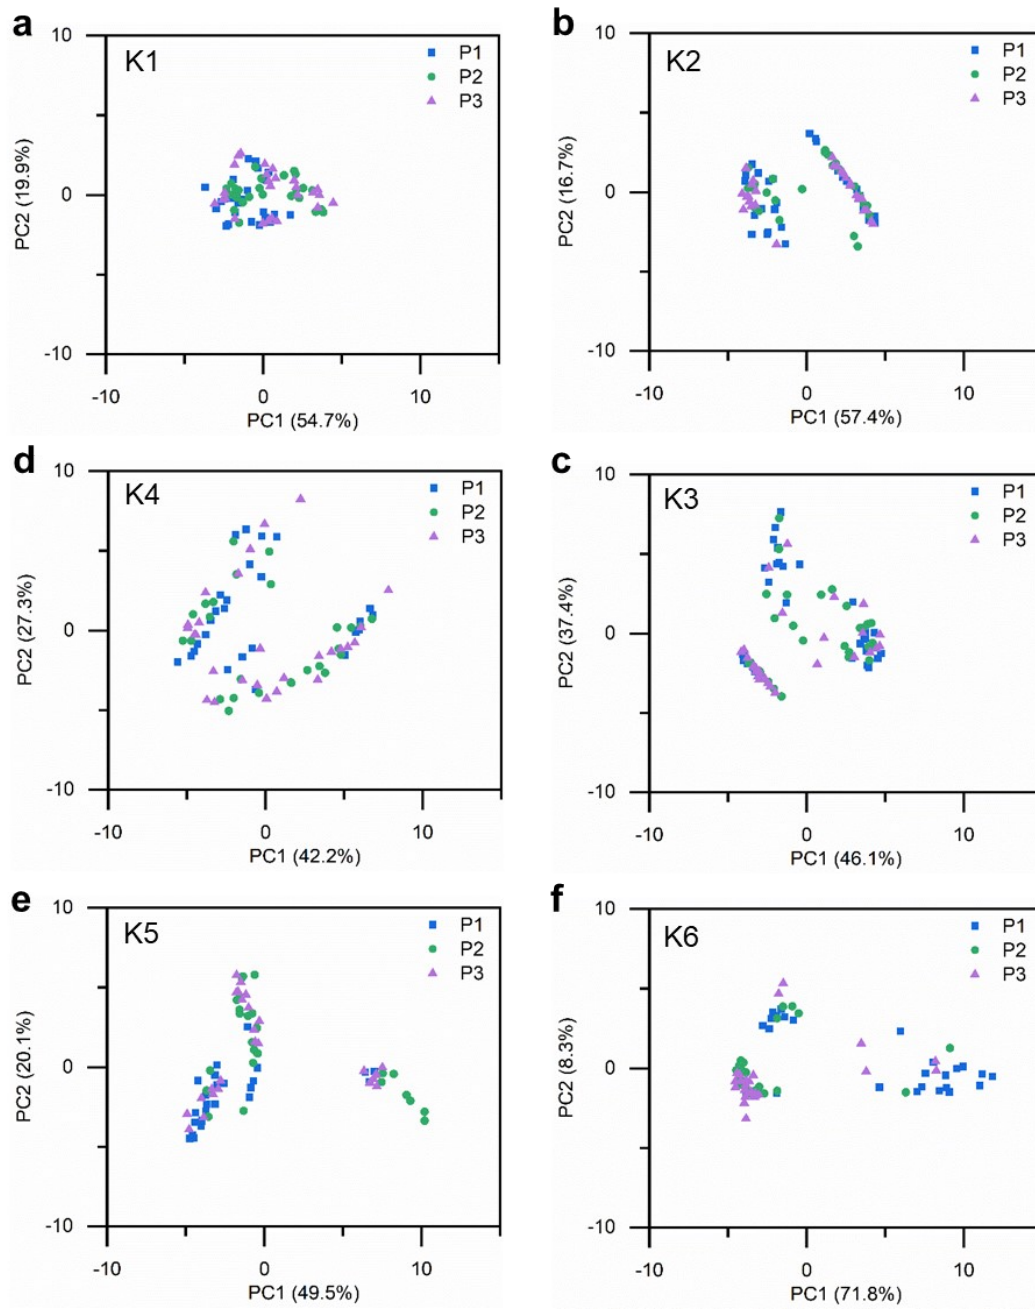 a
10
K1
P1
P2
P3
PC2 (19.9%)
0
-10
-10
0
10
PC1 (54.7%)
b
10
K2
P1
P2
P3
PC2 (16.7%)
0
-10
-10
0
10
PC1 (57.4%)
d
10
K4
P1
P2
P3
PC2 (27.3%)
0
-10
-10
0
10
PC1 (42.2%)
c
10
K3
P1
P2
P3
PC2 (37.4%)
0
-10
-10
0
10
PC1 (46.1%)
e
10
K5
P1
P2
P3
PC2 (20.1%)
0
-10
-10
0
10
PC1 (49.5%)
f
10
K6
P1
P2
P3
PC2 (8.3%)
0
-10
-10
0
10
PC1 (71.8%)